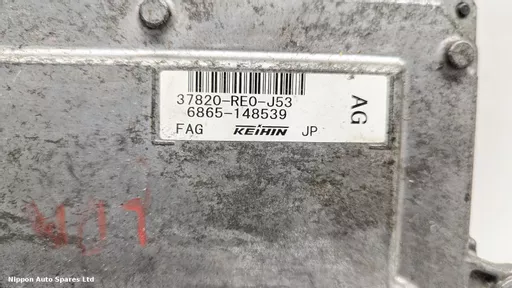 37820-RE0-J53
6865-148539
FAG KEIHIN JP
AG
Nippon Auto Spares Ltd